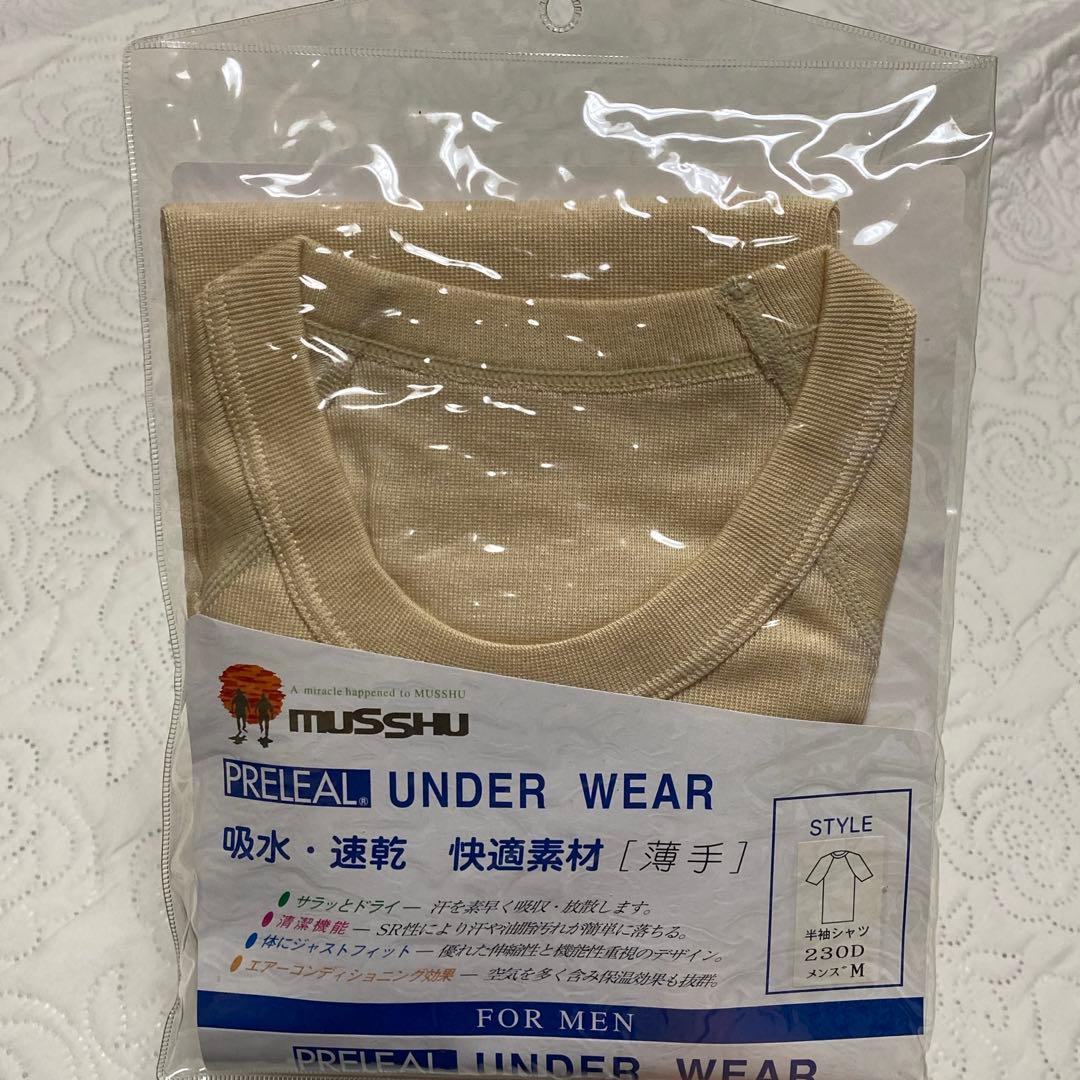 A miracle happened to MUSSHU
MUSSHU
PRELEAL® UNDER WEAR
吸水・速乾 快適素材［薄手］
サラッとドライ— 汗を素早く吸収・放散します。
清潔機能 — SR性により汗や油脂汚れが簡単に落ちる。
体にジャストフィット— 優れた伸縮性と機能性重視のデザイン。
エアーコンディショニング効果— 空気を多く含み保温効果も抜群。
STYLE
半袖シャツ
230D
メンズM
FOR MEN
PRELEAL® UNDER WEAR